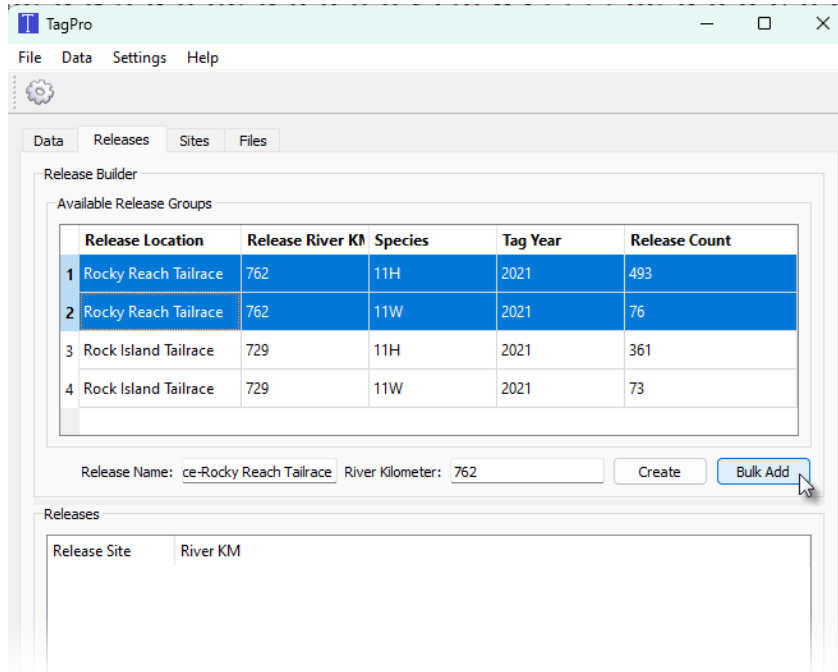 TagPro
File Data Settings Help
Data Releases Sites Files
Release Builder
Available Release Groups
Release Location Release River KM Species Tag Year Release Count
1 Rocky Reach Tailrace 762 11H 2021 493
2 Rocky Reach Tailrace 762 11W 2021 76
3 Rock Island Tailrace 729 11H 2021 361
4 Rock Island Tailrace 729 11W 2021 73
Release Name: ce-Rocky Reach Tailrace River Kilometer: 762 Create Bulk Add
Releases
Release Site River KM